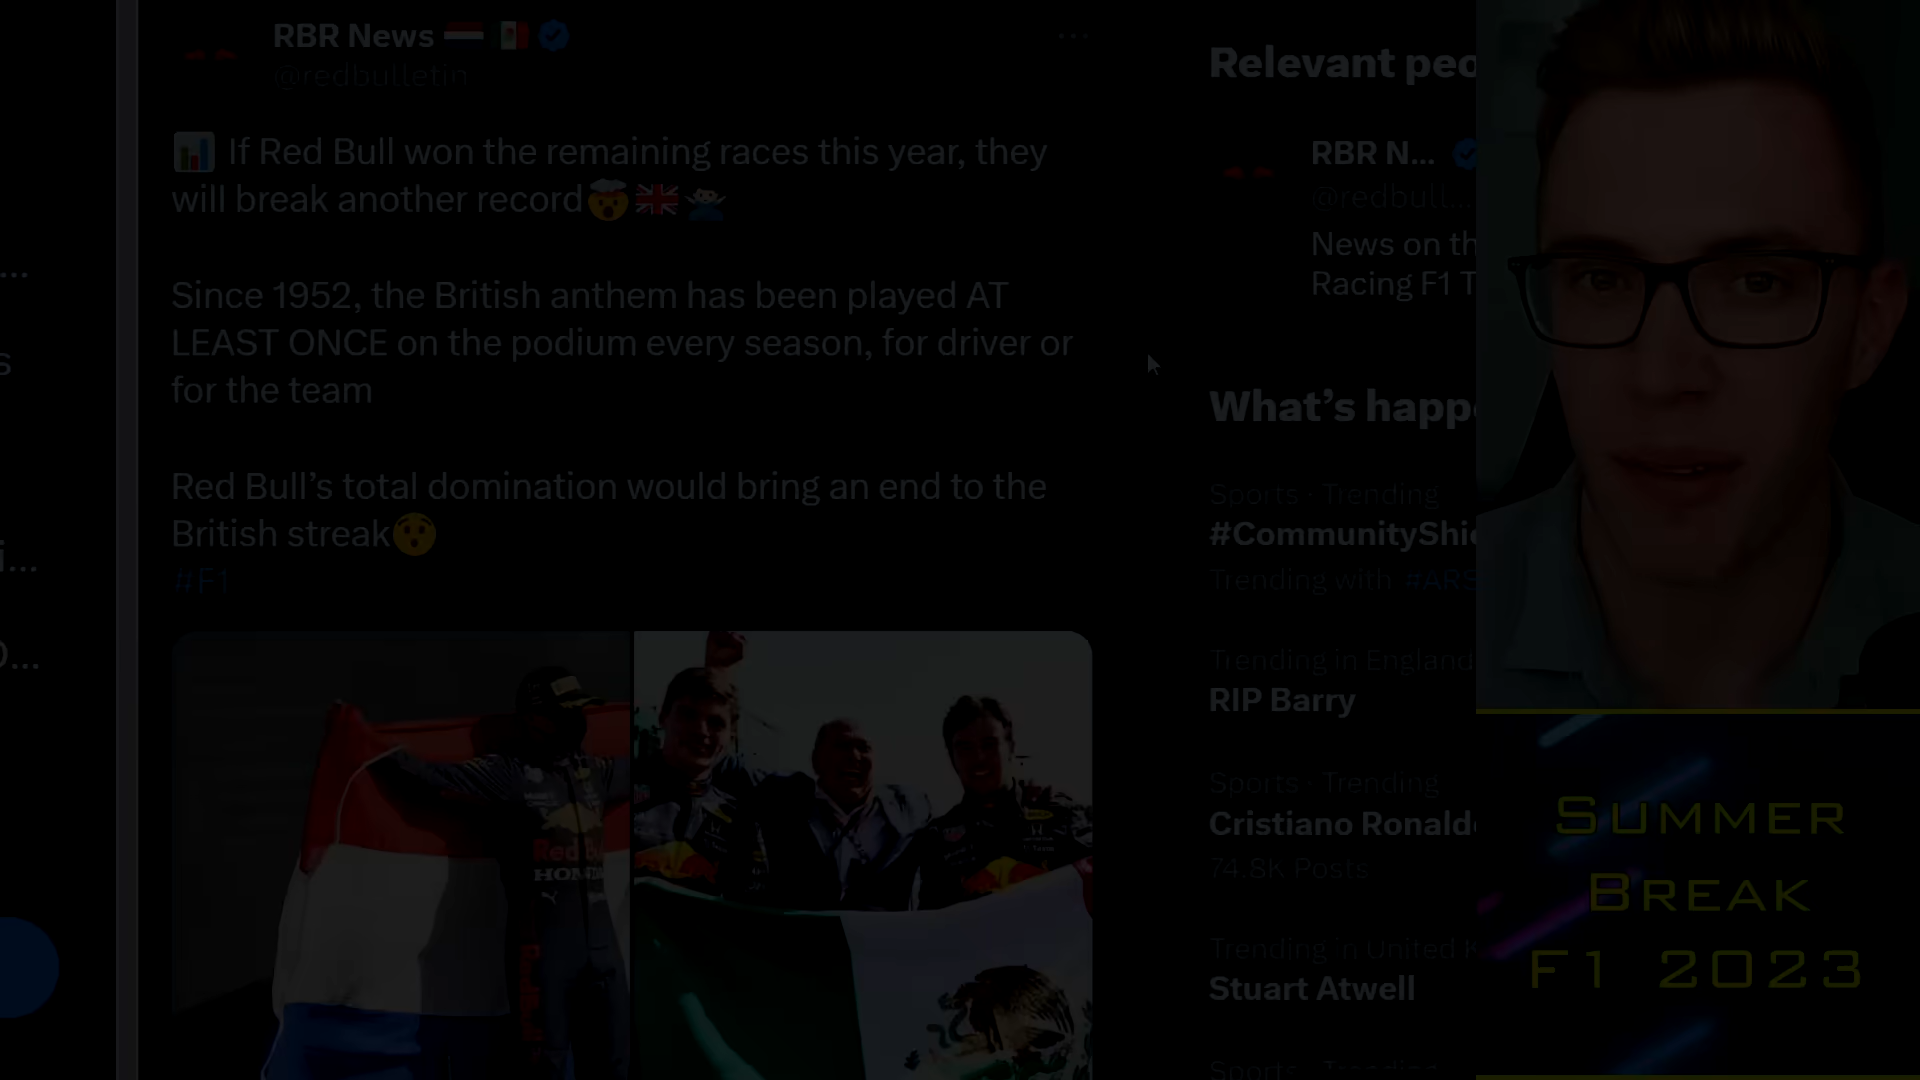 RBR News
@redbulletin
If Red Bull won the remaining races this year, they
will break another record
Since 1952, the British anthem has been played AT
LEAST ONCE on the podium every season, for driver or
for the team
Red Bull’s total domination would bring an end to the
British streak
#F1
Relevant peo
RBR N...
@redbull...
News on th
Racing F1 T
What’s happe
Sports · Trending
#CommunityShie
Trending with #ARS
Trending in England
RIP Barry
Sports · Trending
Cristiano Ronald
74.8K Posts
Trending in United K
Stuart Atwell
Sports · Trending
HONDA
SUMMER
BREAK
F1 2023